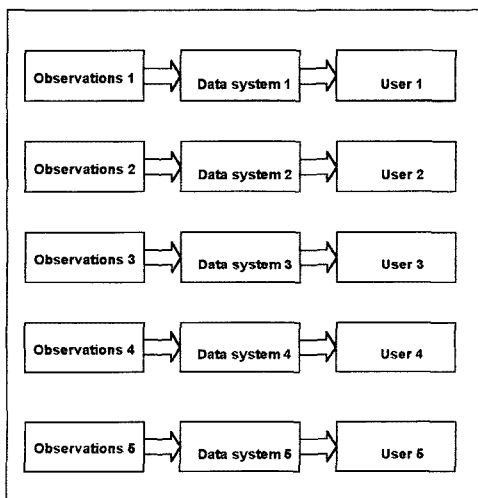 Observations 1 Data system 1 User 1
Observations 2 Data system 2 User 2
Observations 3 Data system 3 User 3
Observations 4 Data system 4 User 4
Observations 5 Data system 5 User 5